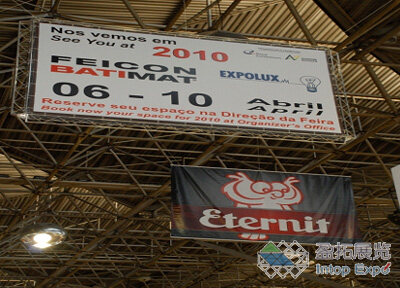 Nos vemos em
See You at 2010
FEICON
BATIMAT
EXPOLUX
06 - 10 Abril
April
Reserve seu espaço na Direção da Feira
Book now your space for 2010 at Organizer's Office
Eternit
盈拓展览
Intop Expo